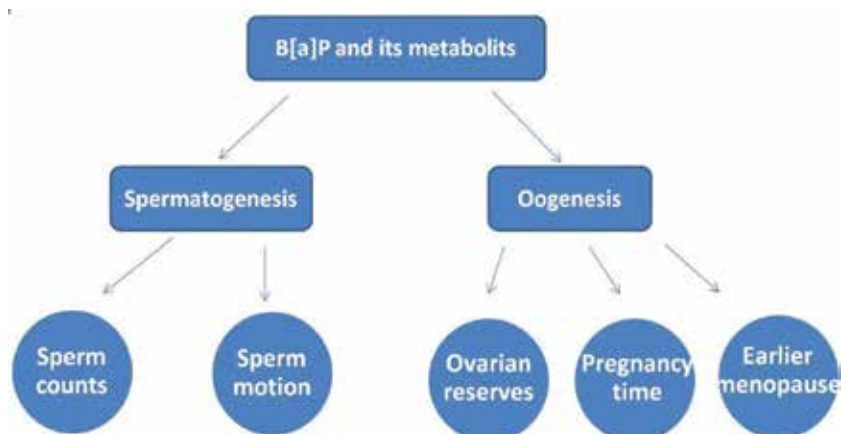 B[a]P and its metabolits
Spermatogenesis
Oogenesis
Sperm
counts
Sperm
motion
Ovarian
reserves
Pregnancy
time
Earlier
menopause